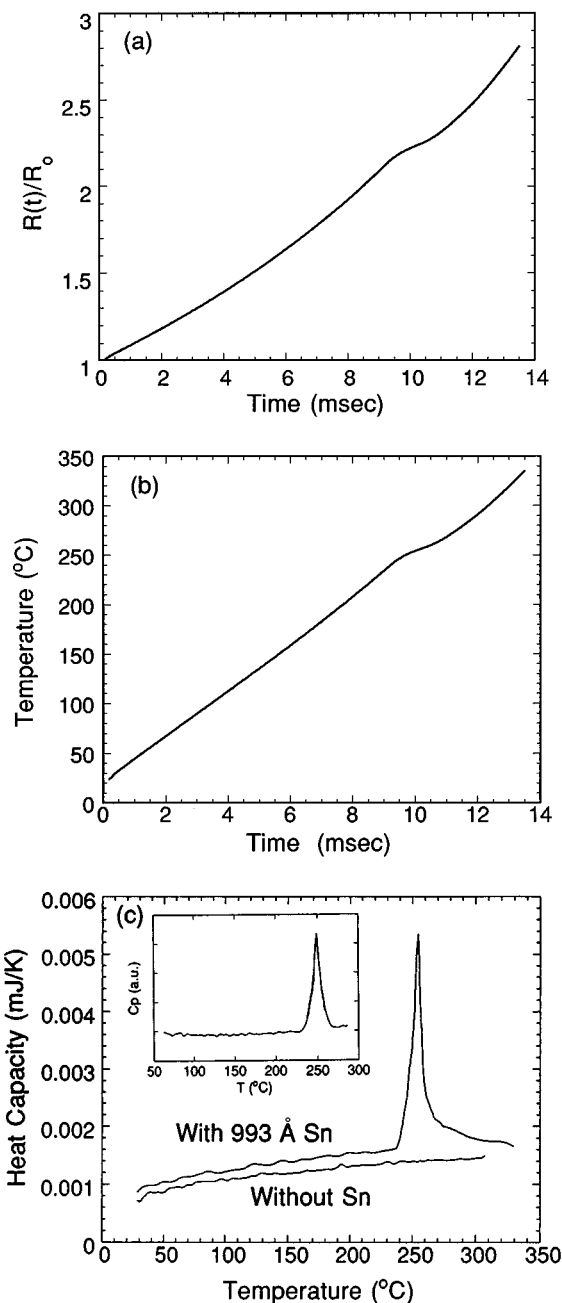 3
(a)
2.5
R(t)/Ro
2
1.5
1
0 2 4 6 8 10 12 14
Time (msec)
350
(b)
300
250
Temperature (°C)
200
150
100
50
0
0 2 4 6 8 10 12 14
Time (msec)
0.006
(c)
0.005
Cp (a.u.)
50 100 150 200 250 300
T (°C)
0.004
Heat Capacity (mJ/K)
0.003
0.002
With 993 Å Sn
0.001
Without Sn
0
0 50 100 150 200 250 300 350
Temperature (°C)